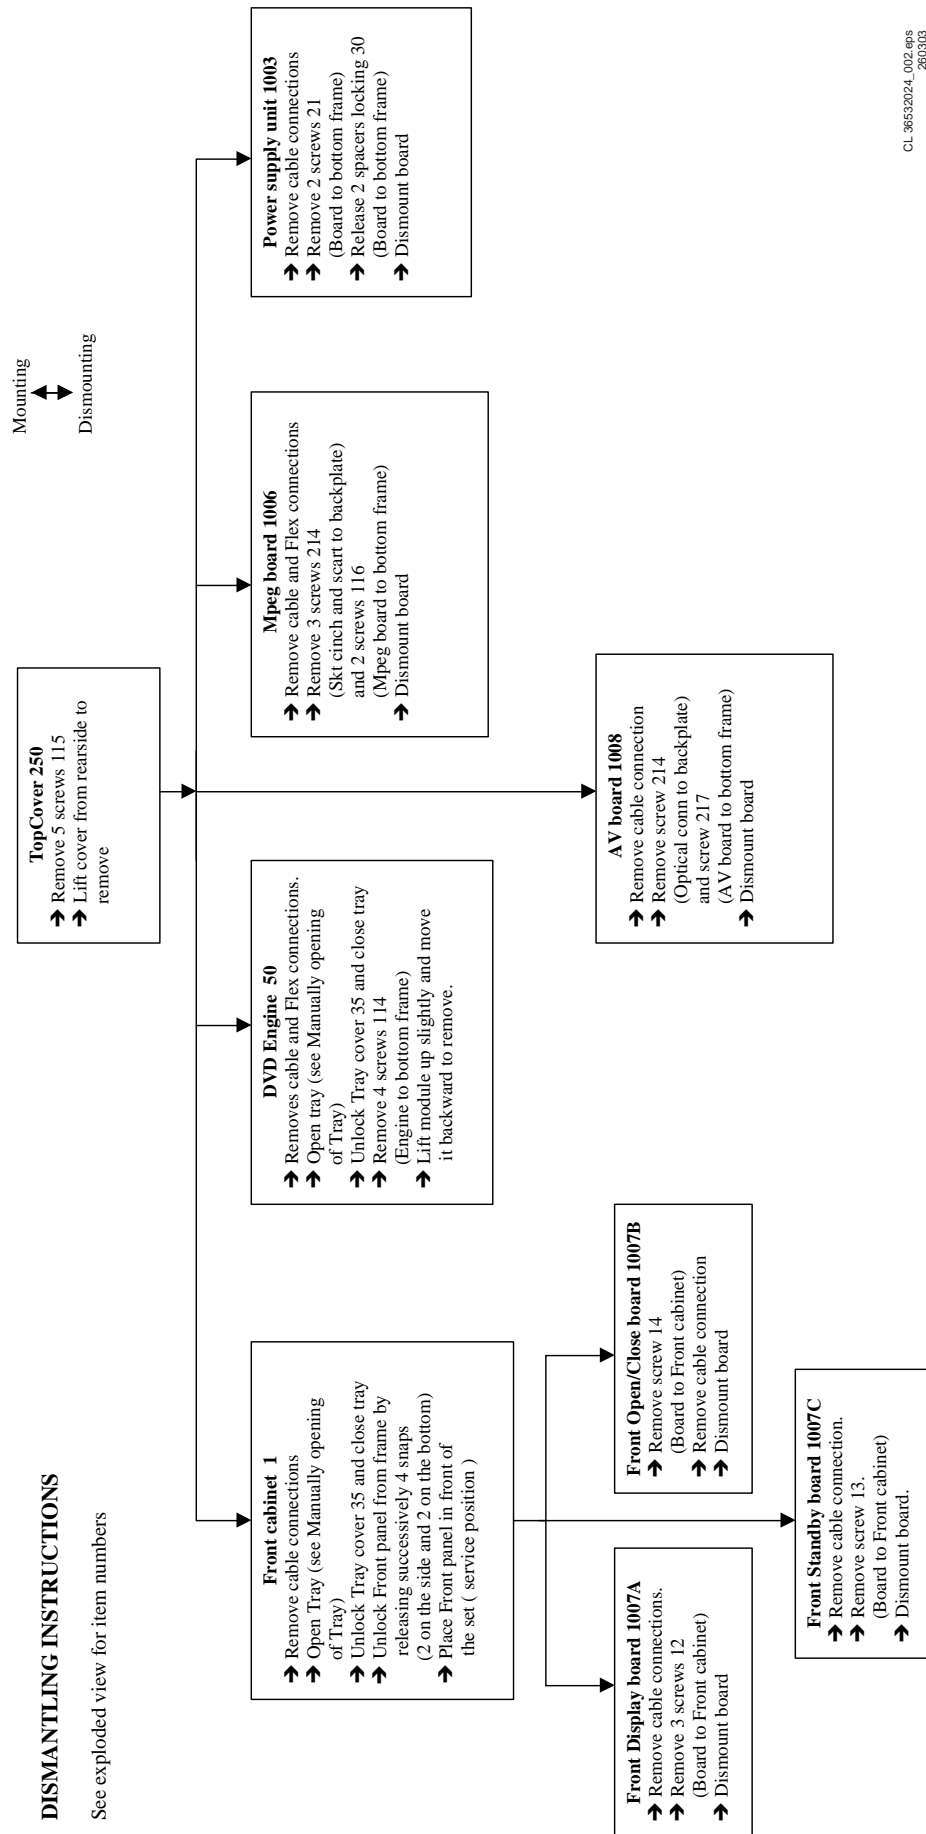 DISMANTLING INSTRUCTIONS
See exploded view for item numbers
Mounting
Dismounting
TopCover 250
➔ Remove 5 screws 115
➔ Lift cover from rearside to
remove
Front cabinet 1
➔ Remove cable connections
➔ Open Tray (see Manually opening
of Tray)
➔ Unlock Tray cover 35 and close tray
➔ Unlock Front panel from frame by
releasing successively 4 snaps
(2 on the side and 2 on the bottom)
➔ Place Front panel in front of
the set ( service position )
DVD Engine 50
➔ Removes cable and Flex connections.
➔ Open tray (see Manually opening
of Tray)
➔ Unlock Tray cover 35 and close tray
➔ Remove 4 screws 114
(Engine to bottom frame)
➔ Lift module up slightly and move
it backward to remove.
Mpeg board 1006
➔ Remove cable and Flex connections
➔ Remove 3 screws 214
(Skt cinch and scart to backplate)
and 2 screws 116
(Mpeg board to bottom frame)
➔ Dismount board
Power supply unit 1003
➔ Remove cable connections
➔ Remove 2 screws 21
(Board to bottom frame)
➔ Release 2 spacers locking 30
(Board to bottom frame)
➔ Dismount board
Front Display board 1007A
➔ Remove cable connections.
➔ Remove 3 screws 12
(Board to Front cabinet)
➔ Dismount board
Front Open/Close board 1007B
➔ Remove screw 14
(Board to Front cabinet)
➔ Remove cable connection
➔ Dismount board
AV board 1008
➔ Remove cable connection
➔ Remove screw 214
(Optical conn to backplate)
and screw 217
(AV board to bottom frame)
➔ Dismount board
Front Standby board 1007C
➔ Remove cable connection.
➔ Remove screw 13.
(Board to Front cabinet)
➔ Dismount board.
CL 36532024_002.eps
260303